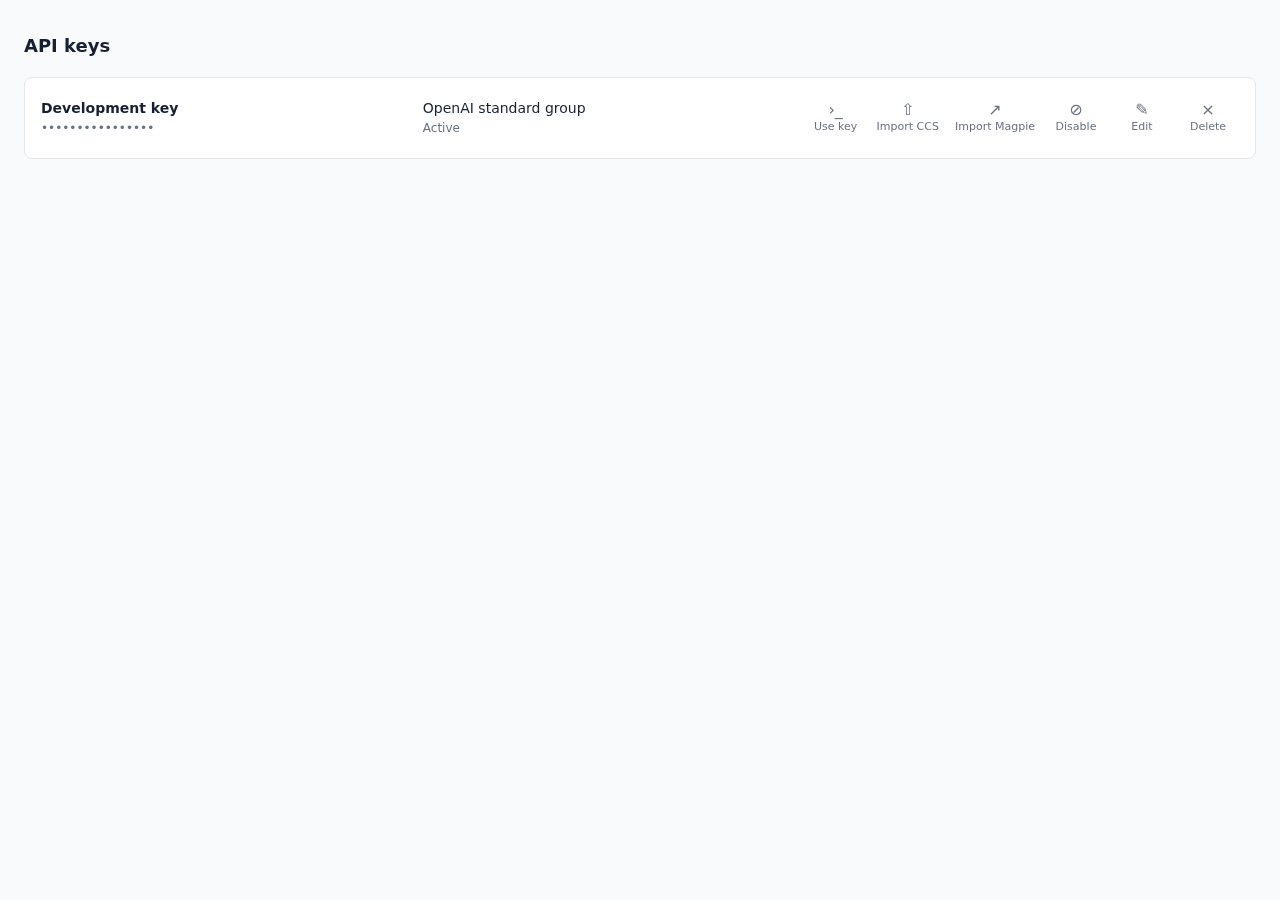 API keys
Development key
••••••••••••••••
OpenAI standard group
Active
›_
Use key
⇧
Import CCS
↗
Import Magpie
⊘
Disable
✎
Edit
×
Delete